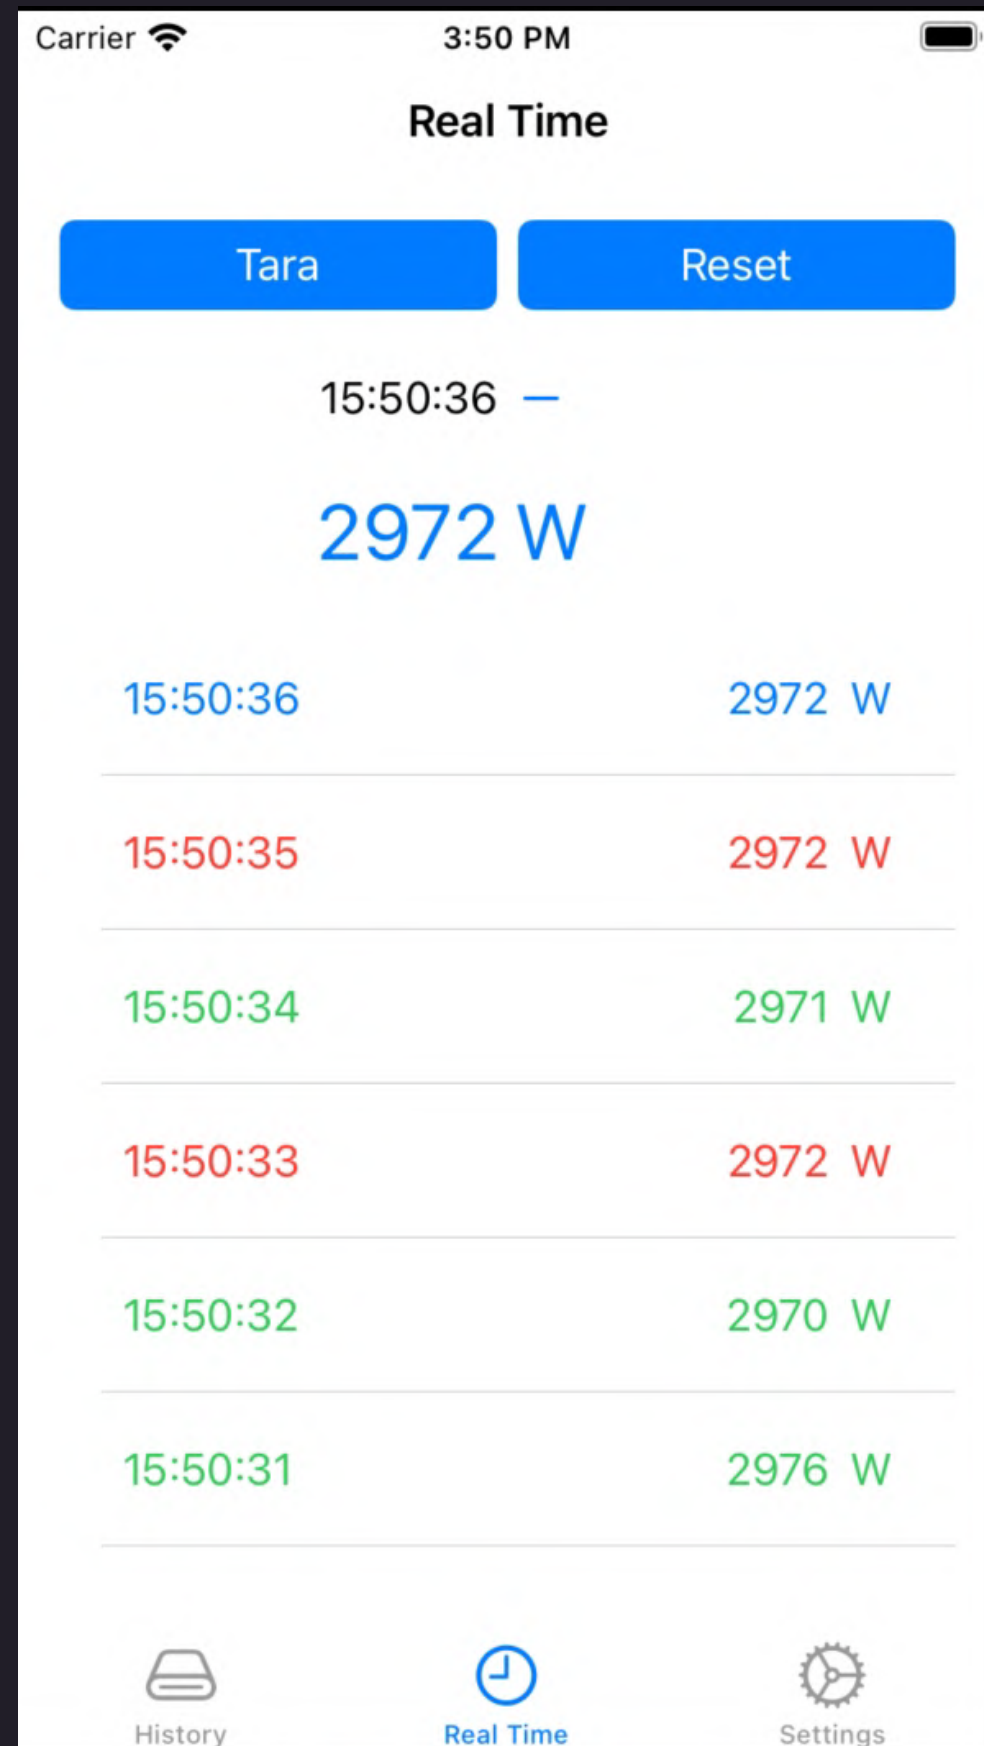 Carrier 3:50 PM
Real Time
Tara Reset
15:50:36 —
2972 W
15:50:36 2972 W
15:50:35 2972 W
15:50:34 2971 W
15:50:33 2972 W
15:50:32 2970 W
15:50:31 2976 W
History Real Time Settings